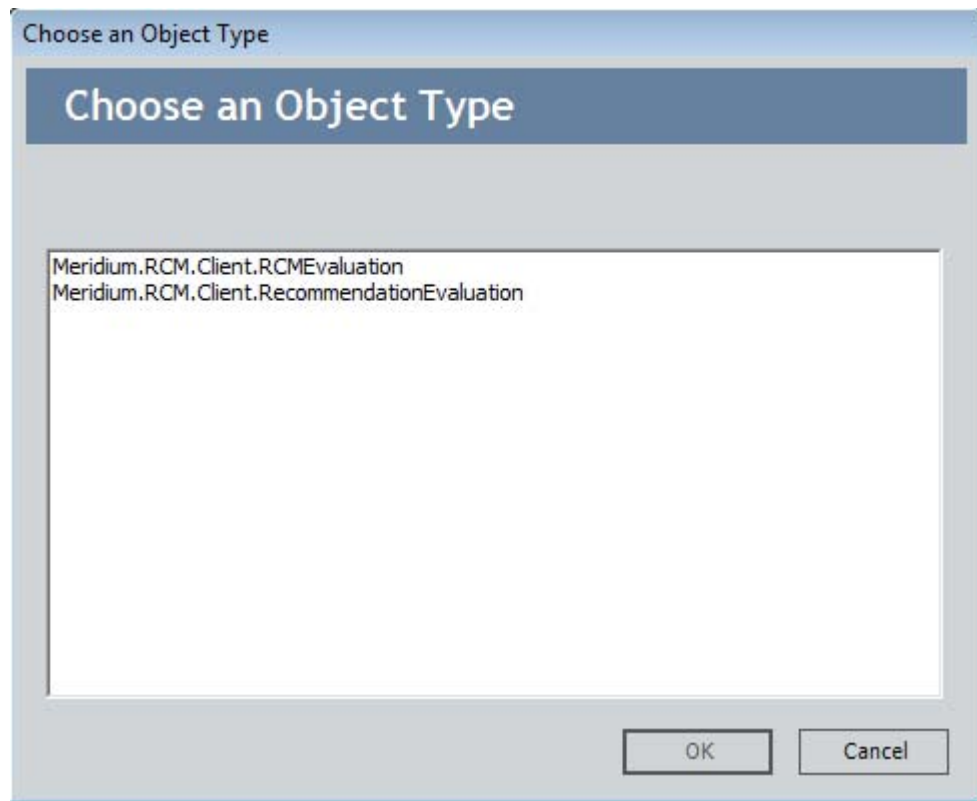 Choose an Object Type
Choose an Object Type
Meridium.RCM.Client.RCMEvaluation
Meridium.RCM.Client.RecommendationEvaluation
OK
Cancel